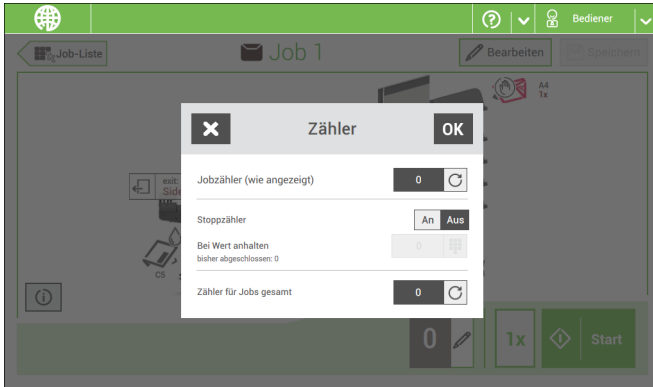 Bediener
Job-Liste
Job 1
Bearbeiten
Speichern
A4
1x
Zähler
OK
exit:
Side
Jobzähler (wie angezeigt)
0
Stoppzähler
An Aus
Bei Wert anhalten
0
bisher abgeschlossen: 0
C5
Zähler für Jobs gesamt
0
0
1x
Start